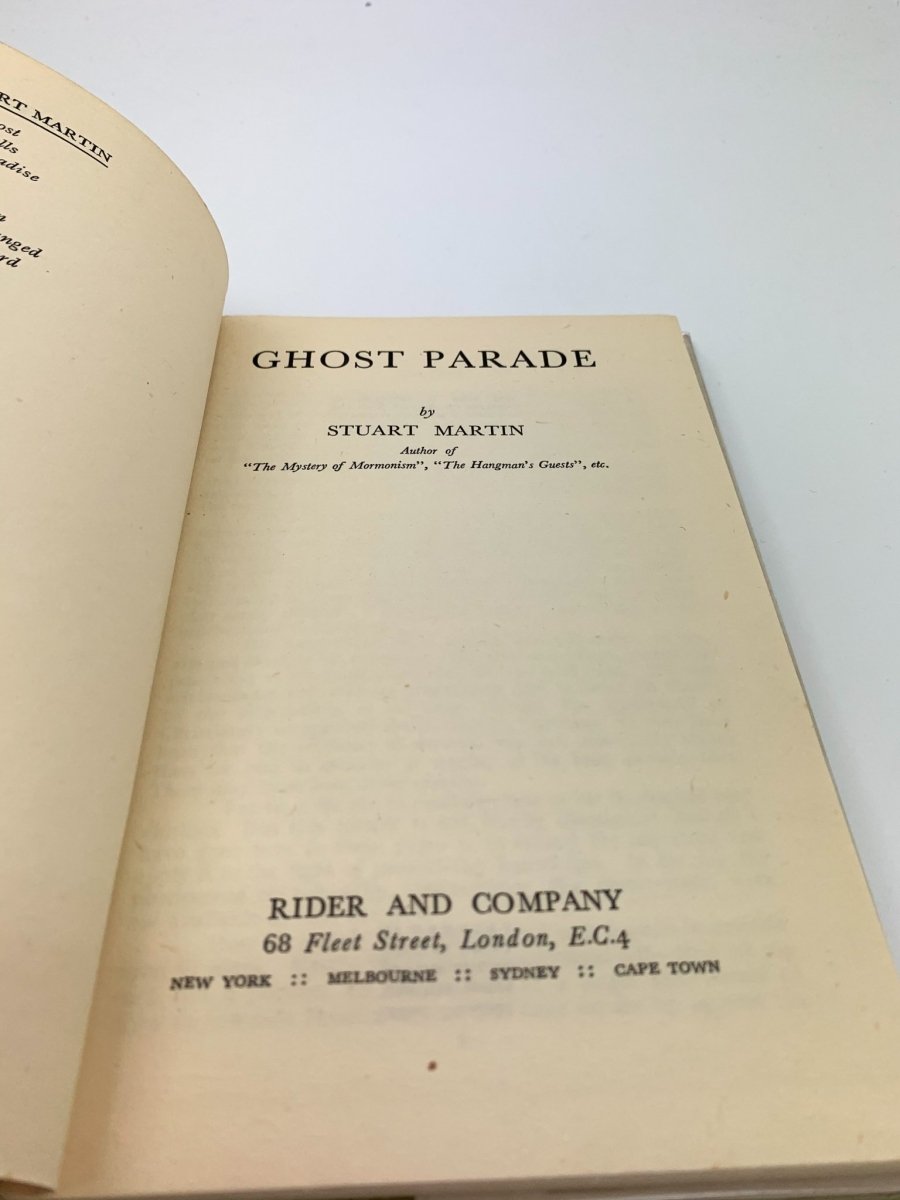 MARTIN
GHOST PARADE
by
STUART MARTIN
Author of
“The Mystery of Mormonism”, “The Hangman's Guests”, etc.
RIDER AND COMPANY
68 Fleet Street, London, E.C.4
NEW YORK :: MELBOURNE :: SYDNEY :: CAPE TOWN